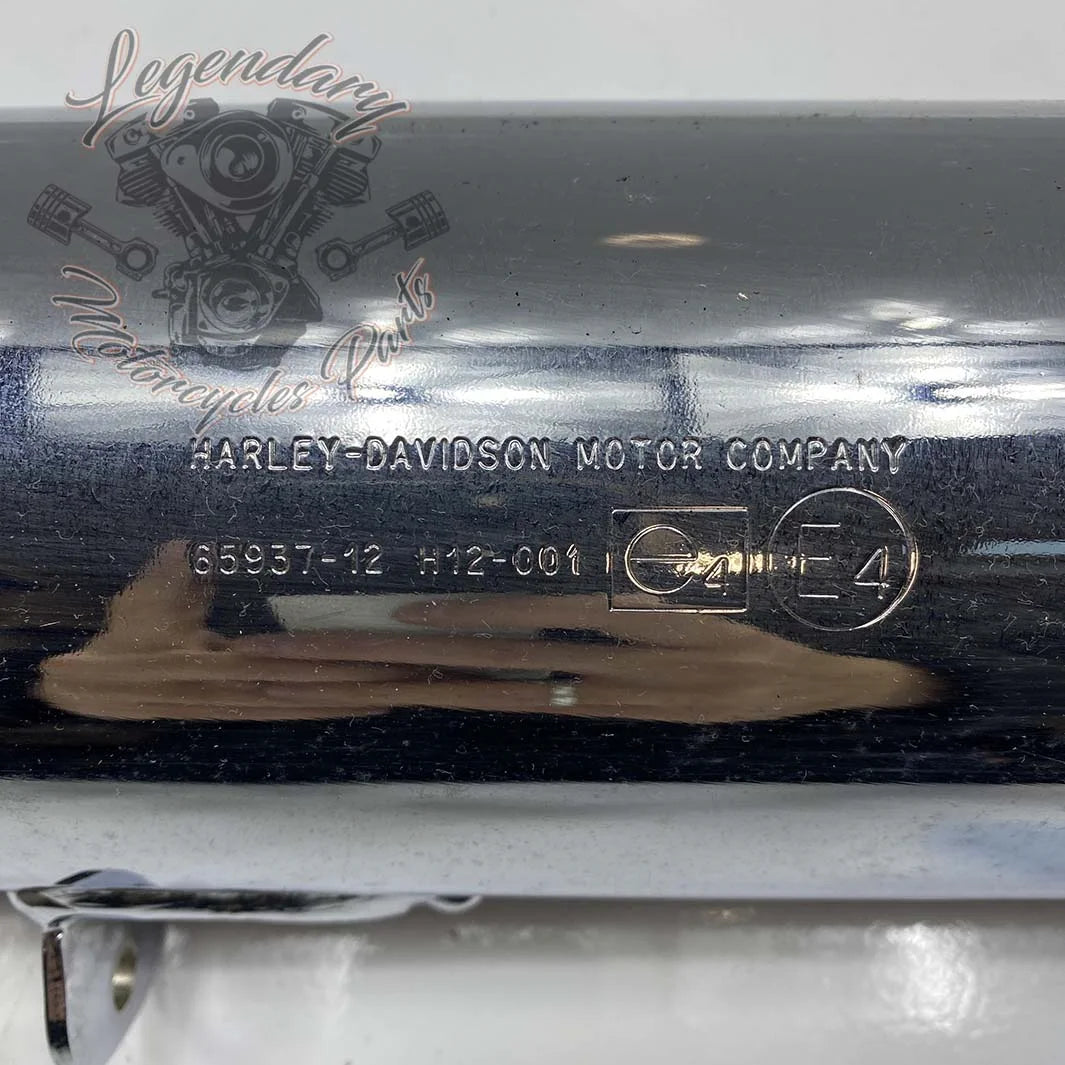 Legendary
Motorcycles Parts
HARLEY-DAVIDSON MOTOR COMPANY
65937-12 H12-001 e4 E4